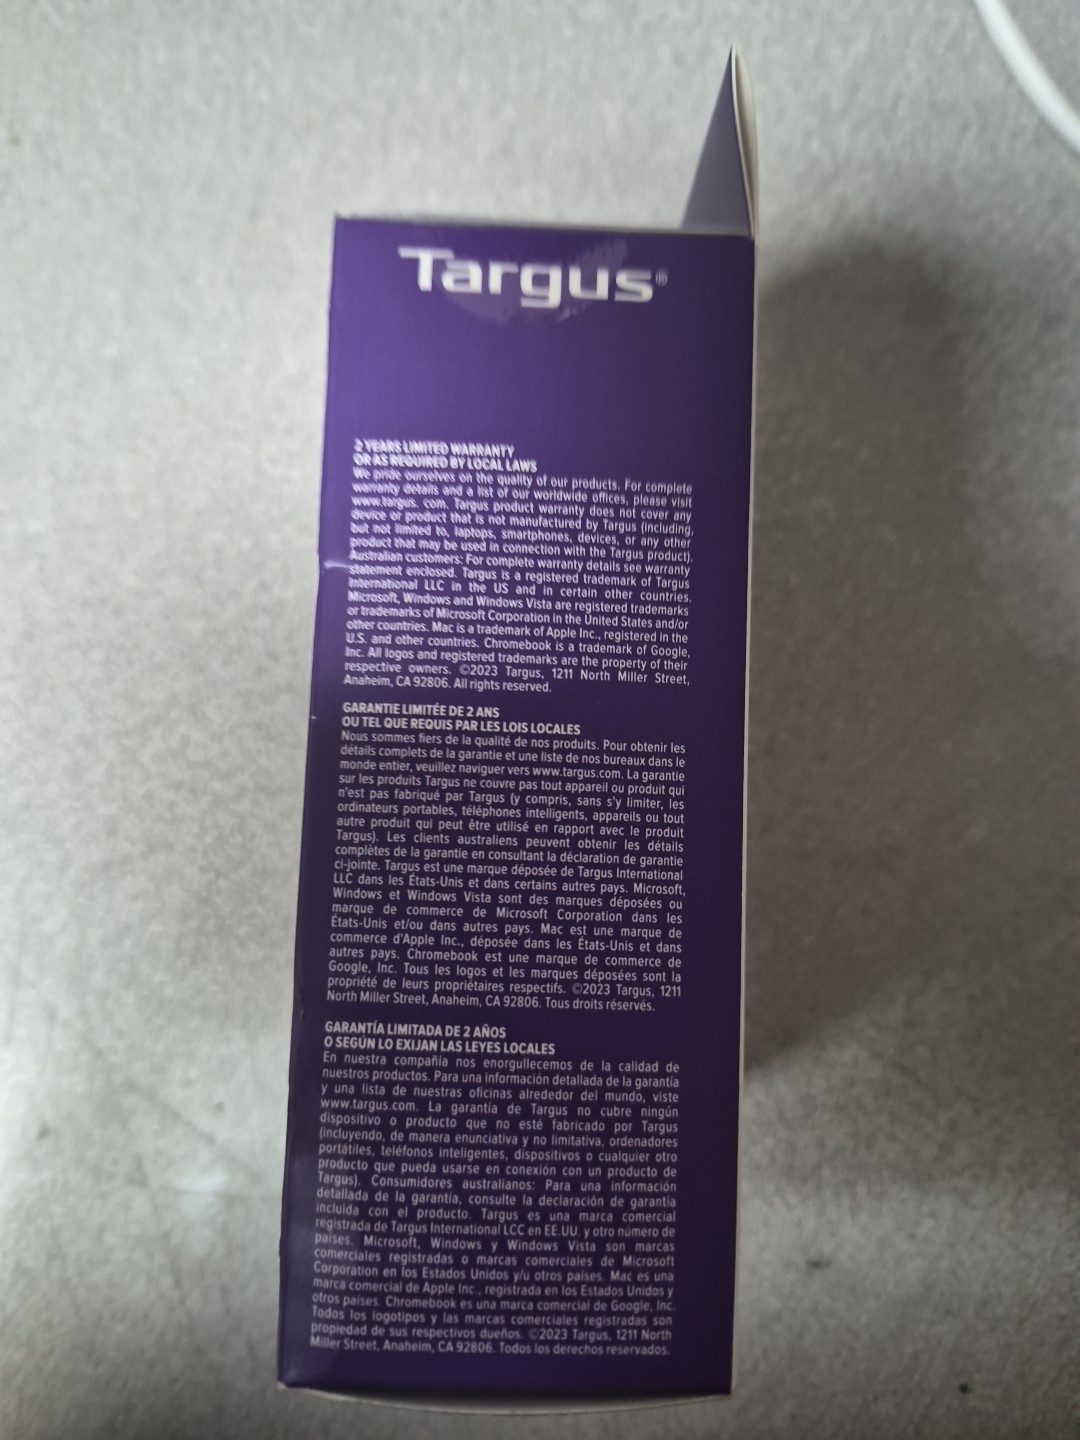 Targus®
2 YEARS LIMITED WARRANTY
OR AS REQUIRED BY LOCAL LAWS
We pride ourselves on the quality of our products. For complete
warranty details and a list of our worldwide offices, please visit
www.targus. com. Targus product warranty does not cover any
device or product that is not manufactured by Targus (including,
but not limited to, laptops, smartphones, devices, or any other
product that may be used in connection with the Targus product).
Australian customers: For complete warranty details see warranty
statement enclosed. Targus is a registered trademark of Targus
International LLC in the US and in certain other countries.
Microsoft, Windows and Windows Vista are registered trademarks
or trademarks of Microsoft Corporation in the United States and/or
other countries. Mac is a trademark of Apple Inc., registered in the
U.S. and other countries. Chromebook is a trademark of Google,
Inc. All logos and registered trademarks are the property of their
respective owners. ©2023 Targus, 1211 North Miller Street,
Anaheim, CA 92806. All rights reserved.
GARANTIE LIMITÉE DE 2 ANS
OU TEL QUE REQUIS PAR LES LOIS LOCALES
Nous sommes fiers de la qualité de nos produits. Pour obtenir les
détails complets de la garantie et une liste de nos bureaux dans le
monde entier, veuillez naviguer vers www.targus.com. La garantie
sur les produits Targus ne couvre pas tout appareil ou produit qui
n'est pas fabriqué par Targus (y compris, sans s'y limiter, les
ordinateurs portables, téléphones intelligents, appareils ou tout
autre produit qui peut être utilisé en rapport avec le produit
Targus). Les clients australiens peuvent obtenir les détails
complètes de la garantie en consultant la déclaration de garantie
ci-jointe. Targus est une marque déposée de Targus International
LLC dans les États-Unis et dans certains autres pays. Microsoft,
Windows et Windows Vista sont des marques déposées ou
marque de commerce de Microsoft Corporation dans les
États-Unis et/ou dans autres pays. Mac est une marque de
commerce d'Apple Inc., déposée dans les États-Unis et dans
autres pays. Chromebook est une marque de commerce de
Google, Inc. Tous les logos et les marques déposées sont la
propriété de leurs propriétaires respectifs. ©2023 Targus, 1211
North Miller Street, Anaheim, CA 92806. Tous droits réservés.
GARANTÍA LIMITADA DE 2 AÑOS
O SEGÚN LO EXIJAN LAS LEYES LOCALES
En nuestra compañía nos enorgullecemos de la calidad de
nuestros productos. Para una información detallada de la garantía
y una lista de nuestras oficinas alrededor del mundo, viste
www.targus.com. La garantía de Targus no cubre ningún
dispositivo o producto que no esté fabricado por Targus
(incluyendo, de manera enunciativa y no limitativa, ordenadores
portátiles, teléfonos inteligentes, dispositivos o cualquier otro
producto que pueda usarse en conexión con un producto de
Targus). Consumidores australianos: Para una información
detallada de la garantía, consulte la declaración de garantía
incluida con el producto. Targus es una marca comercial
registrada de Targus International LCC en EE.UU. y otro número de
países. Microsoft, Windows y Windows Vista son marcas
comerciales registradas o marcas comerciales de Microsoft
Corporation en los Estados Unidos y/u otros países. Mac es una
marca comercial de Apple Inc., registrada en los Estados Unidos y
otros países. Chromebook es una marca comercial de Google, Inc.
Todos los logotipos y las marcas comerciales registradas son
propiedad de sus respectivos dueños. ©2023 Targus, 1211 North
Miller Street, Anaheim, CA 92806. Todos los derechos reservados.